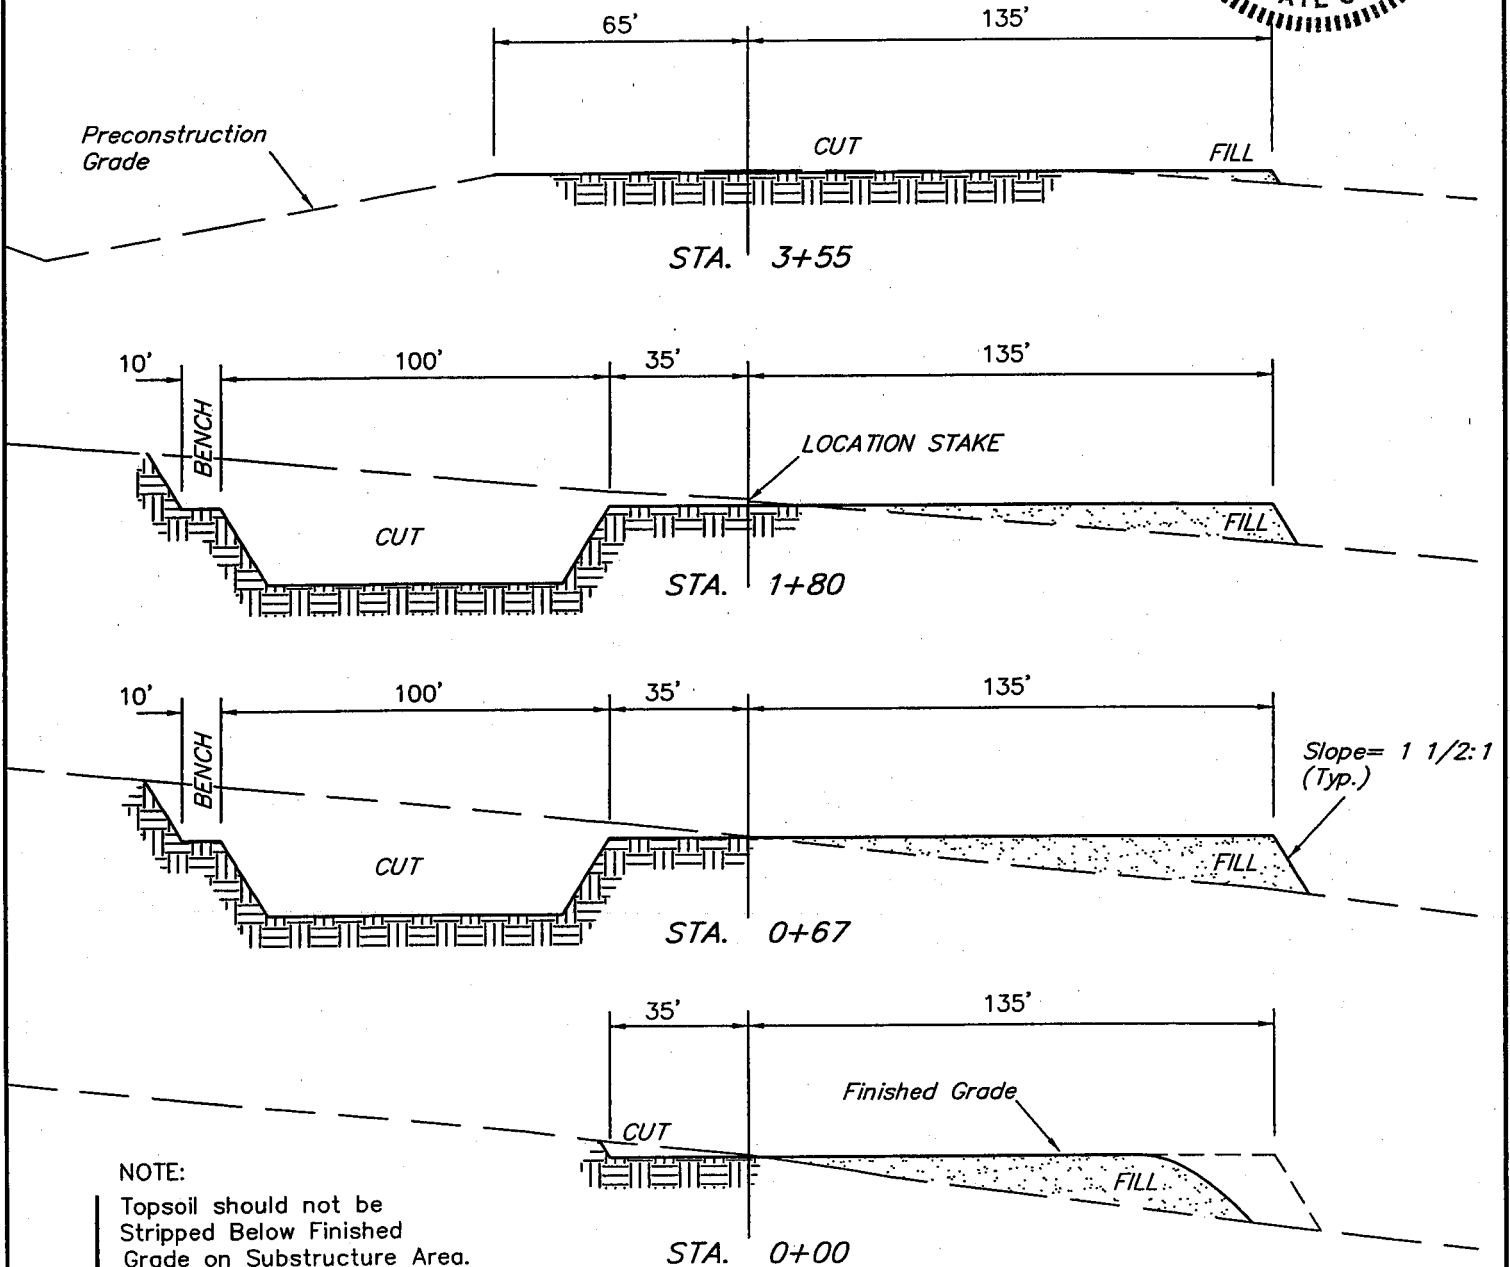 65' 135'
Preconstruction
Grade
CUT
FILL
STA. 3+55
10' 100' 35' 135'
BENCH
LOCATION STAKE
CUT
FILL
STA. 1+80
10' 100' 35' 135'
BENCH
Slope= 1 1/2:1
(Typ.)
CUT
FILL
STA. 0+67
35' 135'
Finished Grade
CUT
FILL
NOTE:
Topsoil should not be
Stripped Below Finished
Grade on Substructure Area.
STA. 0+00